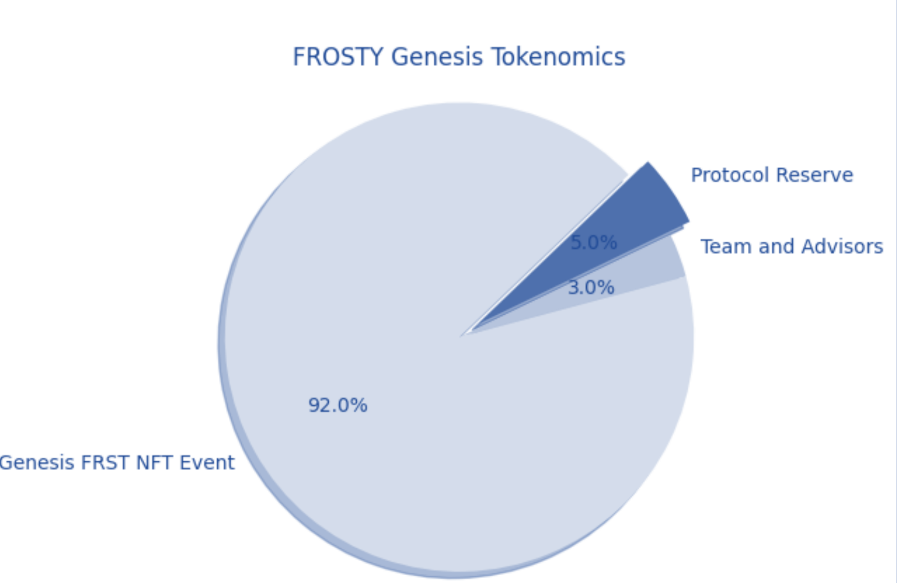 FROSTY Genesis Tokenomics
Protocol Reserve
5.0%
Team and Advisors
3.0%
92.0%
Genesis FRST NFT Event